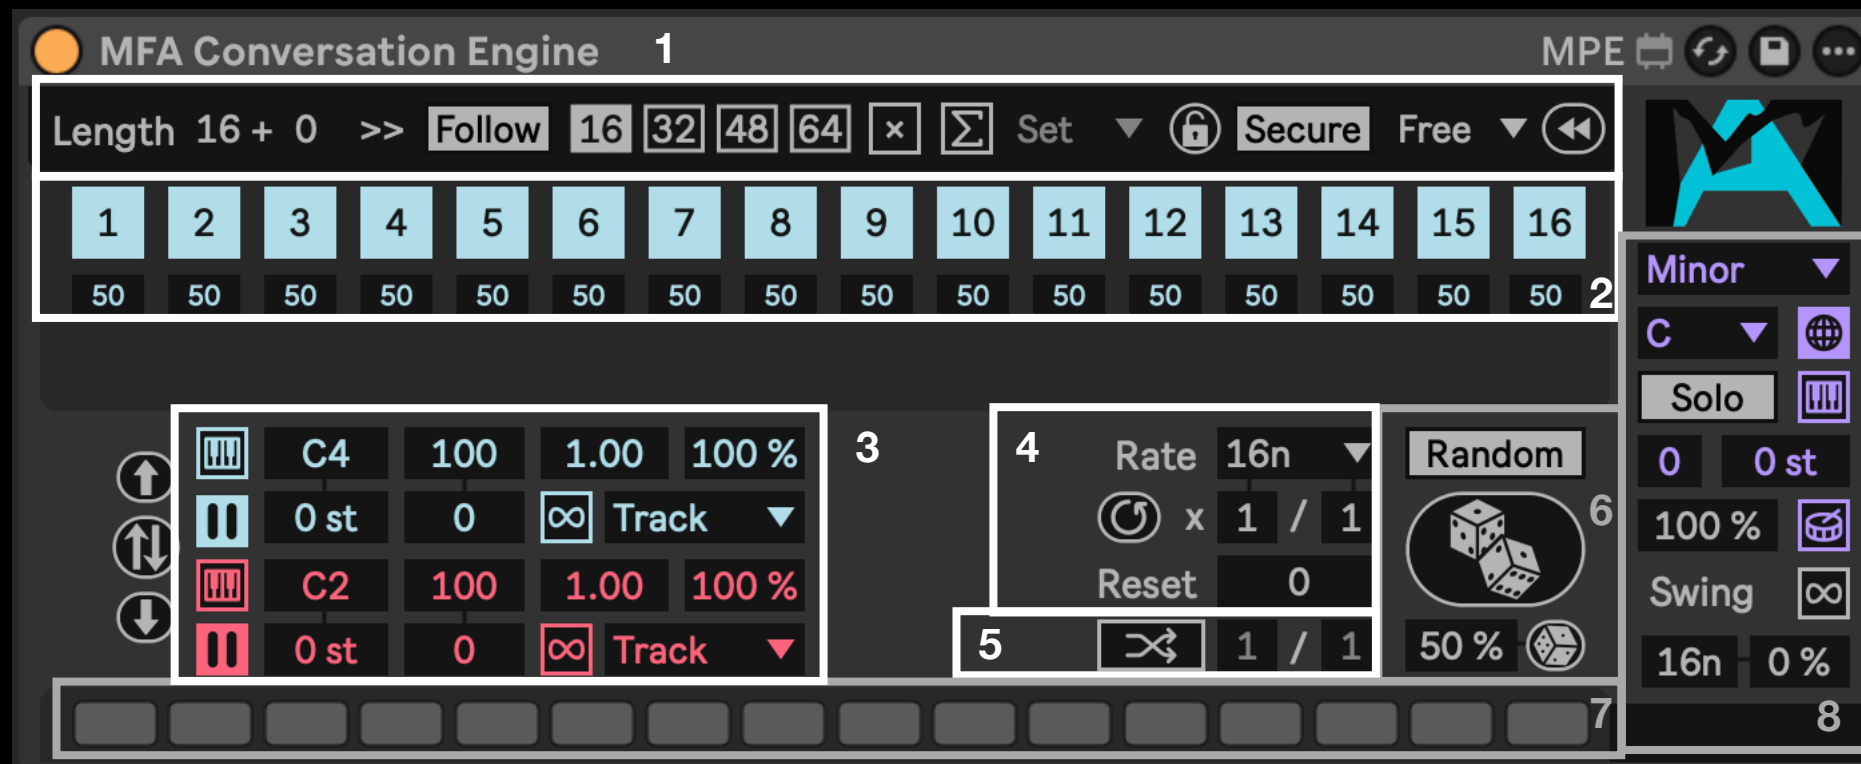 MFA Conversation Engine 1 MPE
Length 16 + 0 >> Follow 16 32 48 64 × Σ Set Secure Free
1 2 3 4 5 6 7 8 9 10 11 12 13 14 15 16
50 50 50 50 50 50 50 50 50 50 50 50 50 50 50 50 2
Minor
C
Solo
0 0 st
100 %
Swing ∞
16n 0 %
8
C4 100 1.00 100 % 3
0 st 0 ∞ Track
C2 100 1.00 100 %
0 st 0 ∞ Track
4 Rate 16n
x 1 / 1
Reset 0
5 1 / 1
Random
6
50 %
7